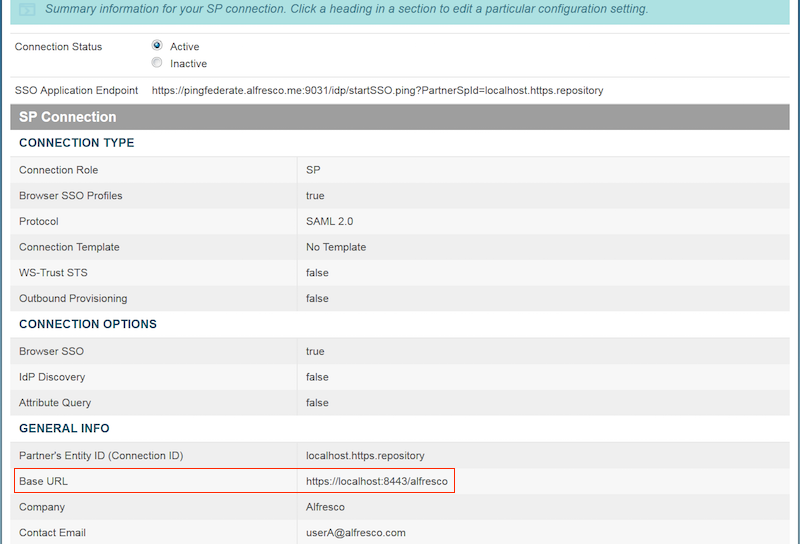 Summary information for your SP connection. Click a heading in a section to edit a particular configuration setting.
Connection Status
Active
Inactive
SSO Application Endpoint https://pingfederate.alfresco.me:9031/idp/startSSO.ping?PartnerSpId=localhost.https.repository
SP Connection
CONNECTION TYPE
Connection Role SP
Browser SSO Profiles true
Protocol SAML 2.0
Connection Template No Template
WS-Trust STS false
Outbound Provisioning false
CONNECTION OPTIONS
Browser SSO true
IdP Discovery false
Attribute Query false
GENERAL INFO
Partner's Entity ID (Connection ID) localhost.https.repository
Base URL https://localhost:8443/alfresco
Company Alfresco
Contact Email userA@alfresco.com